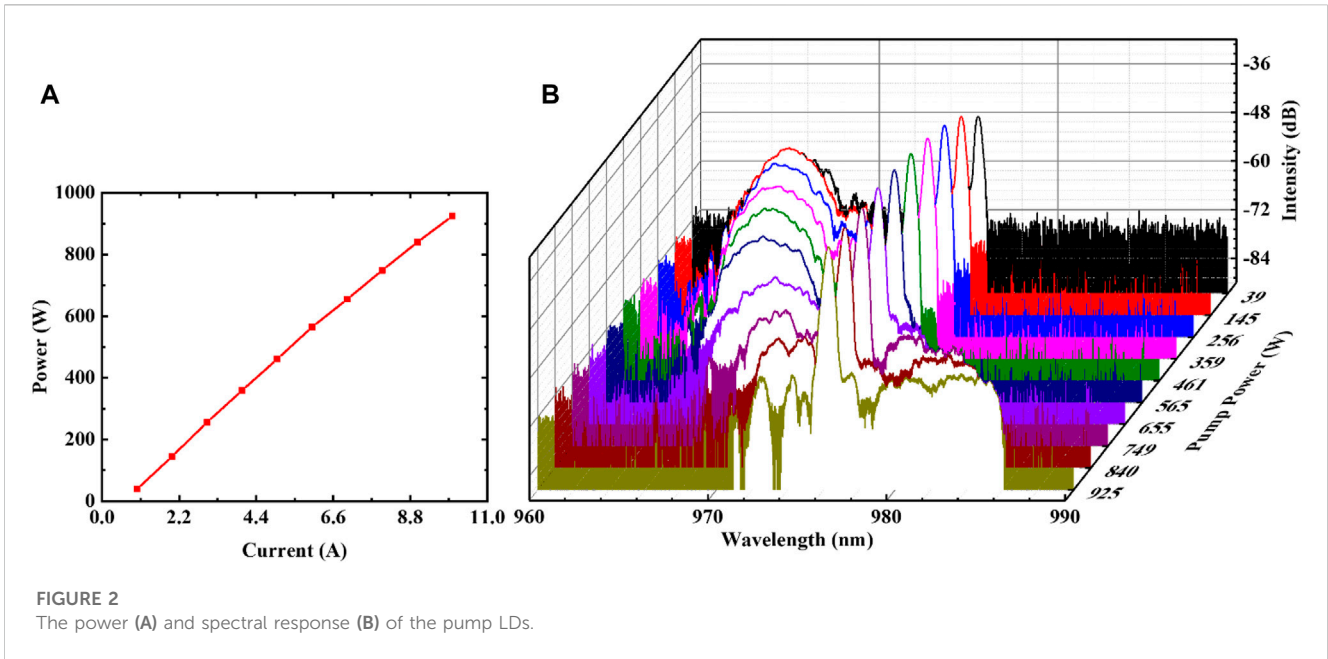 A
1000
800
600
400
200
0
Power (W)
0.0 2.2 4.4 6.6 8.8 11.0
Current (A)
B
-36
-48
-60
-72
-84
Intensity (dB)
39
145
256
359
461
565
655
749
840
925
Pump Power (W)
960 970 980 990
Wavelength (nm)
FIGURE 2
The power (A) and spectral response (B) of the pump LDs.